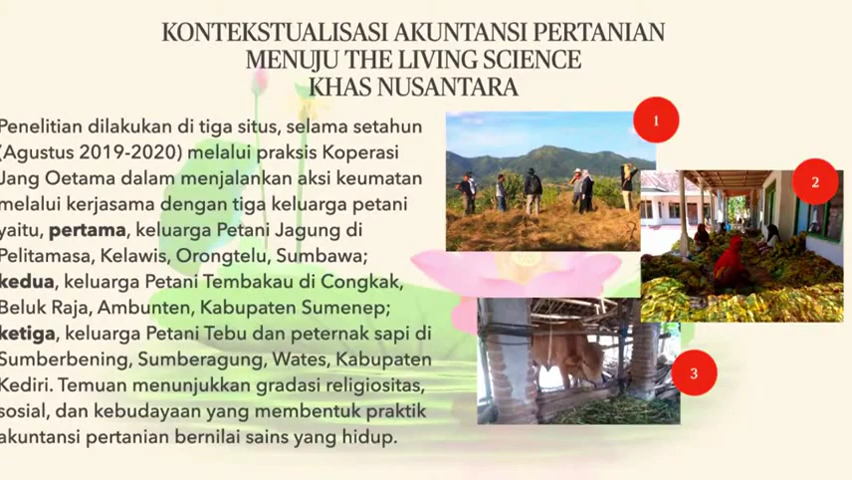 KONTEKSTUALISASI AKUNTANSI PERTANIAN
MENUJU THE LIVING SCIENCE
KHAS NUSANTARA
Penelitian dilakukan di tiga situs, selama setahun
(Agustus 2019-2020) melalui praksis Koperasi
Jang Oetama dalam menjalankan aksi keumatan
melalui kerjasama dengan tiga keluarga petani
yaitu, pertama, keluarga Petani Jagung di
Pelitamasa, Kelawis, Orongtelu, Sumbawa;
kedua, keluarga Petani Tembakau di Congkak,
Beluk Raja, Ambunten, Kabupaten Sumenep;
ketiga, keluarga Petani Tebu dan peternak sapi di
Sumberbening, Sumberagung, Wates, Kabupaten
Kediri. Temuan menunjukkan gradasi religiositas,
sosial, dan kebudayaan yang membentuk praktik
akuntansi pertanian bernilai sains yang hidup.
1
2
3